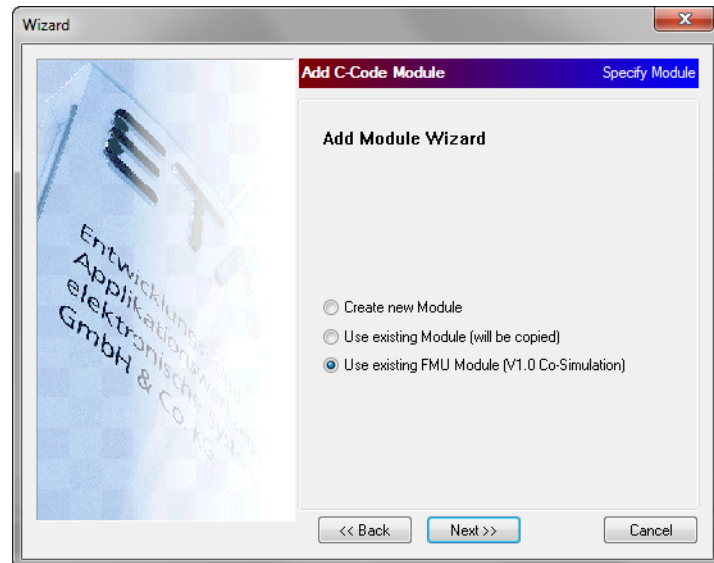 Wizard
Add C-Code Module
Specify Module
ET
Entwicklungs- und
Applikationswerkzeuge
elektronische Systeme
GmbH & Co. KG
Add Module Wizard
Create new Module
Use existing Module (will be copied)
Use existing FMU Module (V1.0 Co-Simulation)
<< Back
Next >>
Cancel